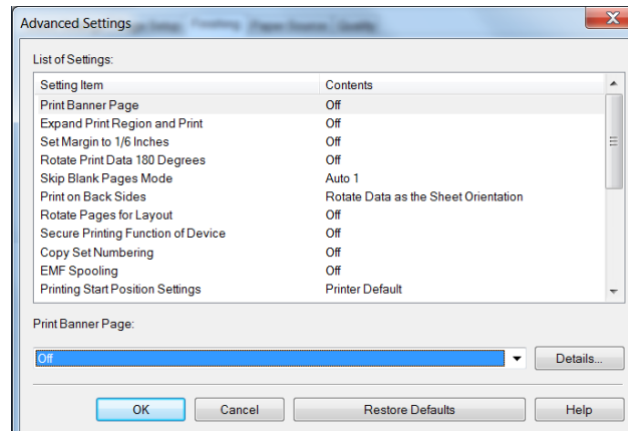 Advanced Settings
Finishing
List of Settings:
Setting Item Contents
Print Banner Page Off
Expand Print Region and Print Off
Set Margin to 1/6 Inches Off
Rotate Print Data 180 Degrees Off
Skip Blank Pages Mode Auto 1
Print on Back Sides Rotate Data as the Sheet Orientation
Rotate Pages for Layout Off
Secure Printing Function of Device Off
Copy Set Numbering Off
EMF Spooling Off
Printing Start Position Settings Printer Default
Print Banner Page:
Off Details...
OK Cancel Restore Defaults Help